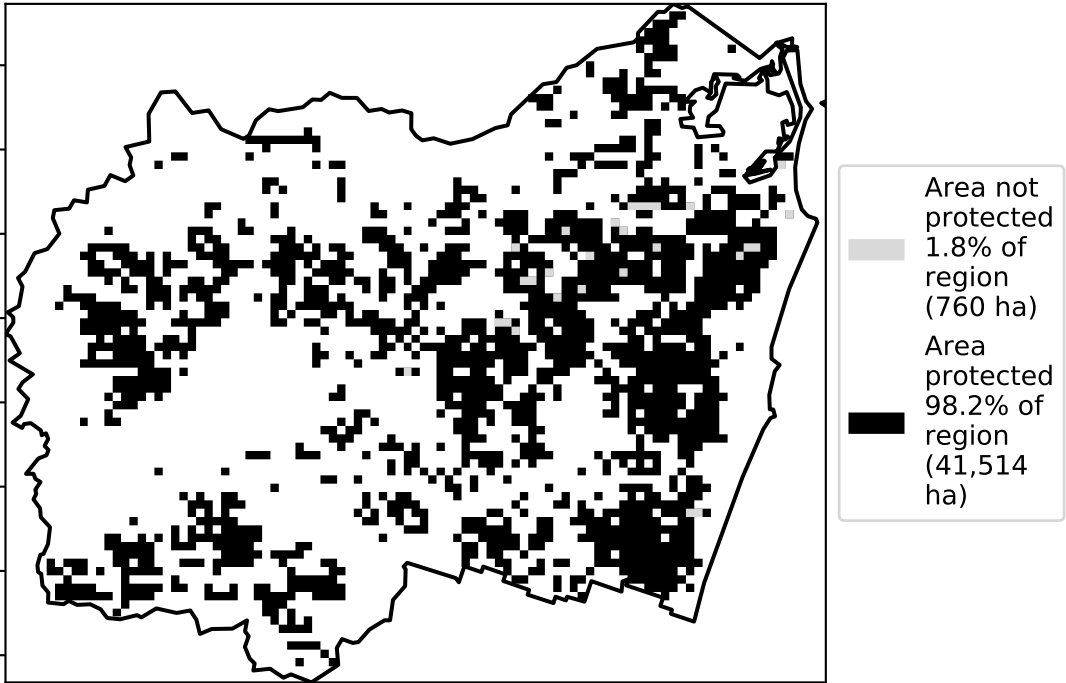 Area not
protected
1.8% of
region
(760 ha)
Area
protected
98.2% of
region
(41,514
ha)